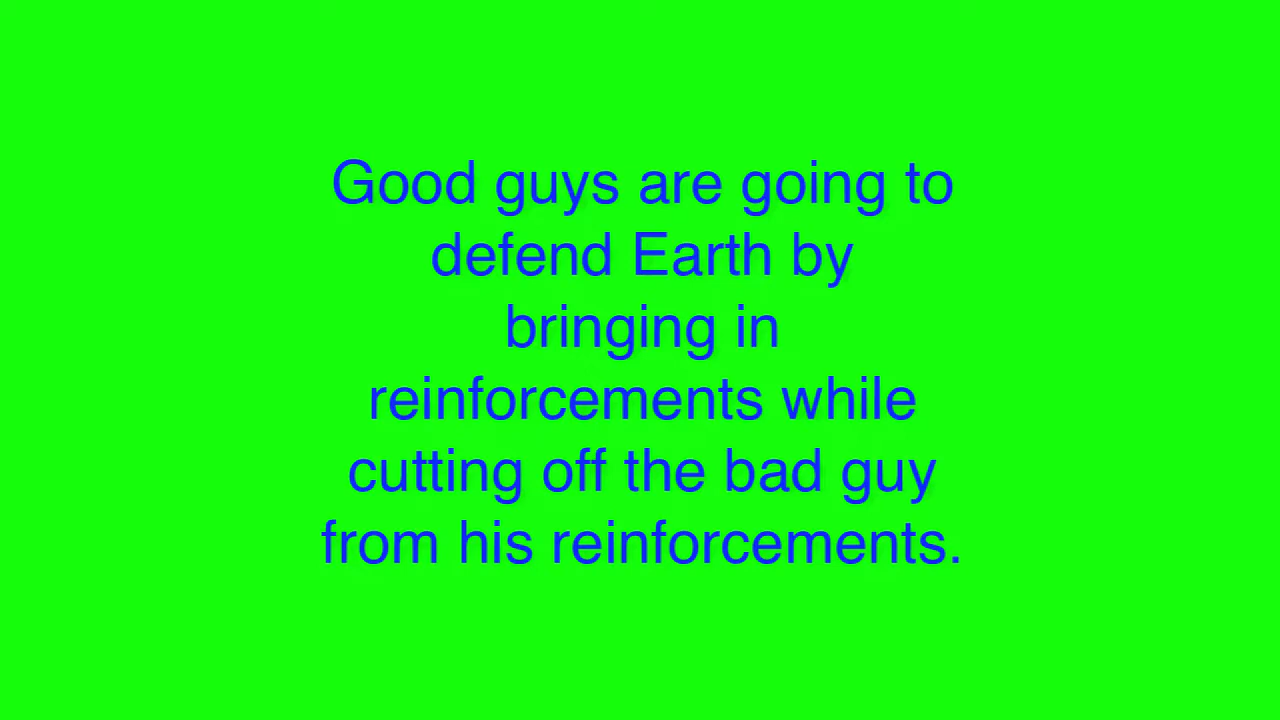 Good guys are going to
defend Earth by
bringing in
reinforcements while
cutting off the bad guy
from his reinforcements.